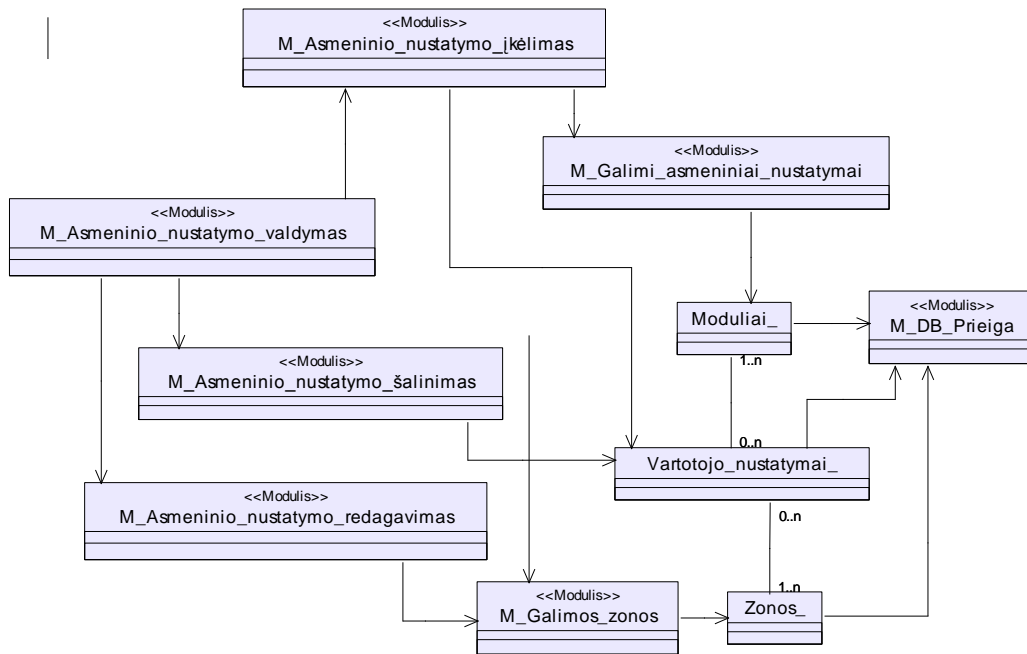 <<Modulis>>
M_Asmeninio_nustatymo_įkėlimas
<<Modulis>>
M_Galimi_asmeniniai_nustatymai
<<Modulis>>
M_Asmeninio_nustatymo_valdymas
Moduliai_
<<Modulis>>
M_DB_Prieiga
1..n
<<Modulis>>
M_Asmeninio_nustatymo_šalinimas
0..n
Vartotojo_nustatymai_
<<Modulis>>
M_Asmeninio_nustatymo_redagavimas
0..n
1..n
<<Modulis>>
M_Galimos_zonos
Zonos_